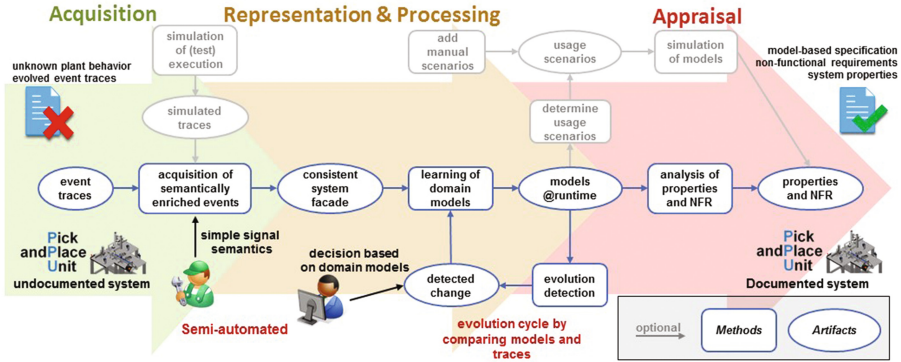 Acquisition
Representation & Processing
Appraisal
unknown plant behavior
evolved event traces
simulation
of (test)
execution
simulated
traces
add
manual
scenarios
usage
scenarios
simulation
of models
determine
usage
scenarios
model-based specification
non-functional requirements
system properties
event
traces
acquisition of
semantically
enriched events
consistent
system
facade
learning of
domain
models
models
@runtime
analysis of
properties
and NFR
properties
and NFR
Pick
andPlace
Unit
undocumented system
simple signal
semantics
Semi-automated
decision based
on domain models
detected
change
evolution
detection
evolution cycle by
comparing models and
traces
Pick
andPlace
Unit
Documented system
optional
Methods
Artifacts